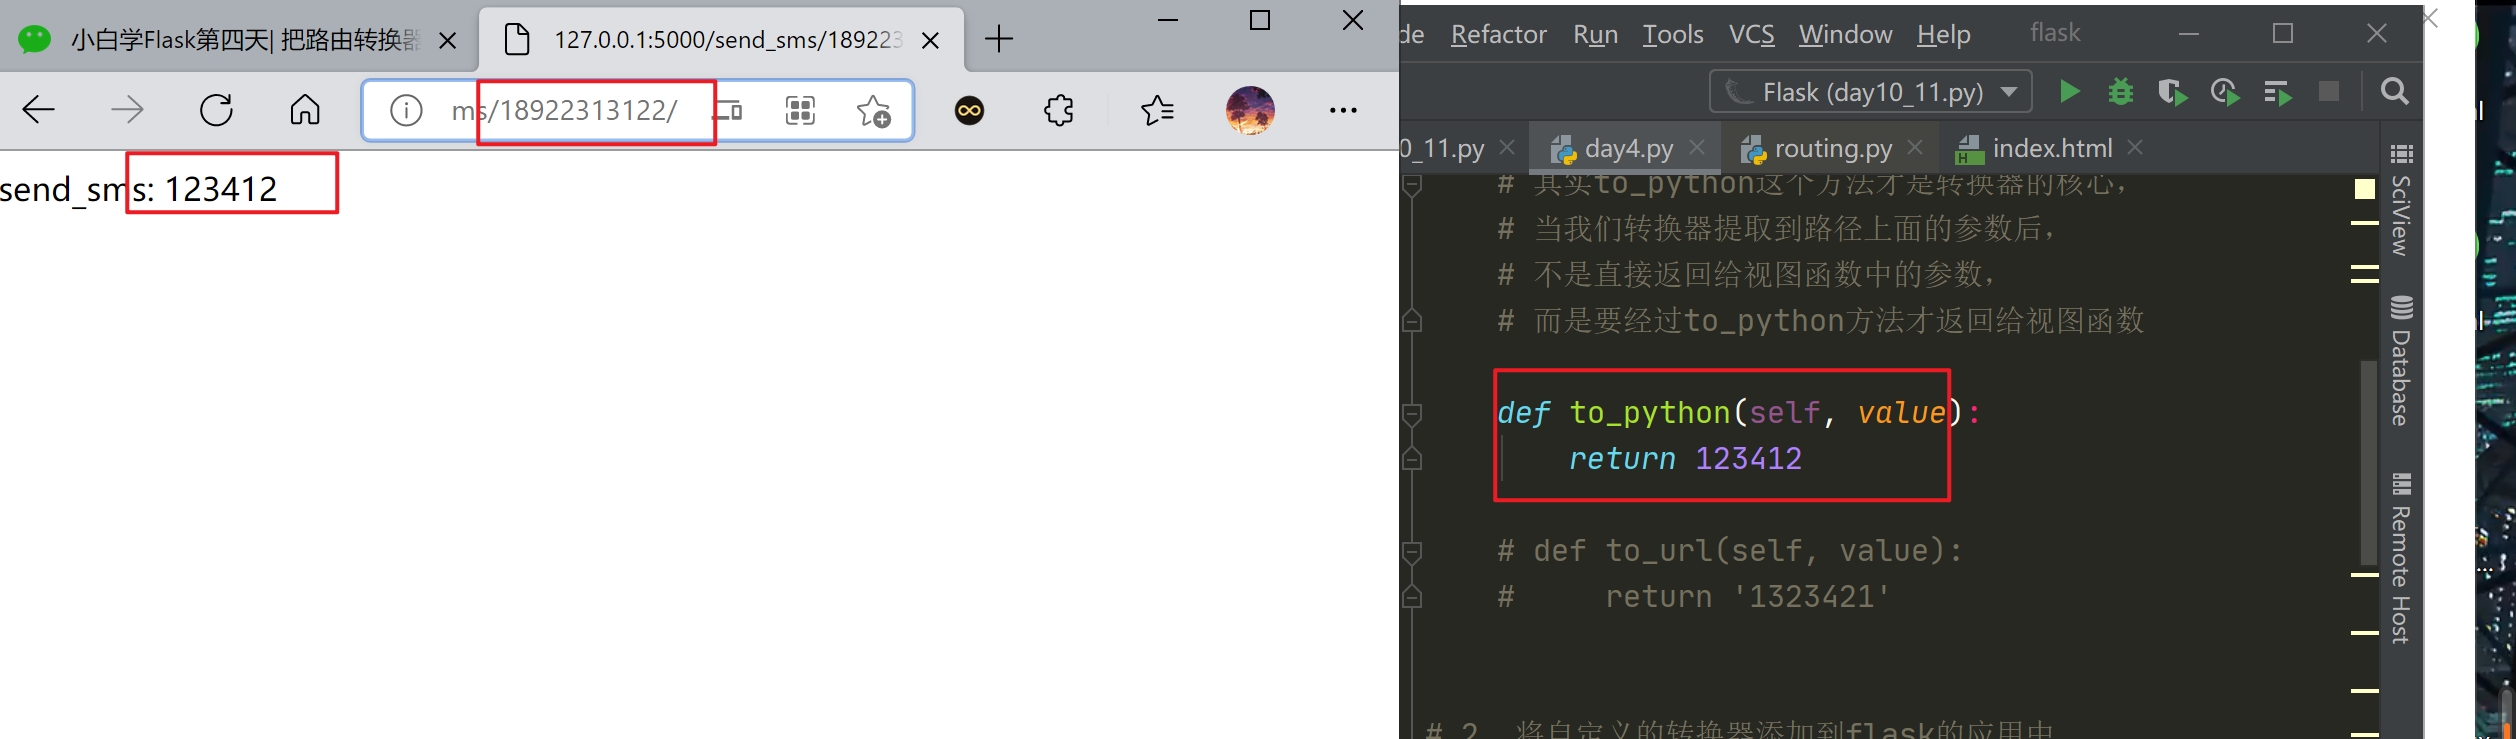 小白学Flask第四天| 把路由转换器
127.0.0.1:5000/send_sms/189223
ms/18922313122/
send_sms: 123412
de Refactor Run Tools VCS Window Help flask
Flask (day10_11.py)
0_11.py day4.py routing.py index.html
# 其实to_python这个方法才是转换器的核心,
# 当我们转换器提取到路径上面的参数后,
# 不是直接返回给视图函数中的参数,
# 而是要经过to_python方法才返回给视图函数
def to_python(self, value):
return 123412
# def to_url(self, value):
#     return '1323421'
# 2. 将自定义的转换器添加到flask的应用中
SciView
Database
Remote Host